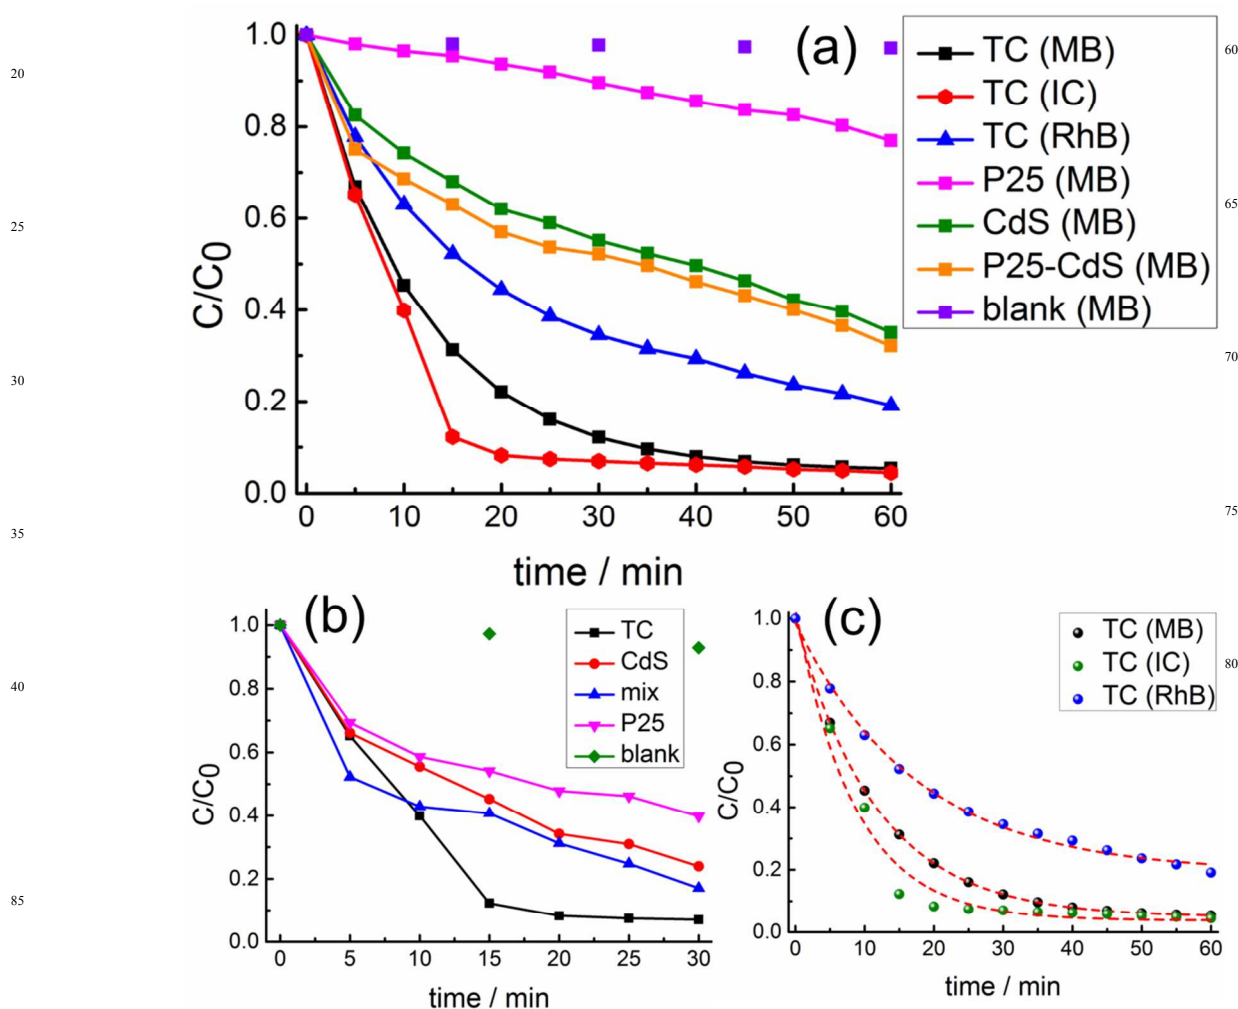 20
25
30
35
40
85
60
65
70
75
80
(a)
C/C0
1.0
0.8
0.6
0.4
0.2
0.0
0 10 20 30 40 50 60
time / min
TC (MB)
TC (IC)
TC (RhB)
P25 (MB)
CdS (MB)
P25-CdS (MB)
blank (MB)
(b)
C/C0
1.0
0.8
0.6
0.4
0.2
0.0
0 5 10 15 20 25 30
time / min
TC
CdS
mix
P25
blank
(c)
C/C0
1.0
0.8
0.6
0.4
0.2
0.0
0 10 20 30 40 50 60
time / min
TC (MB)
TC (IC)
TC (RhB)